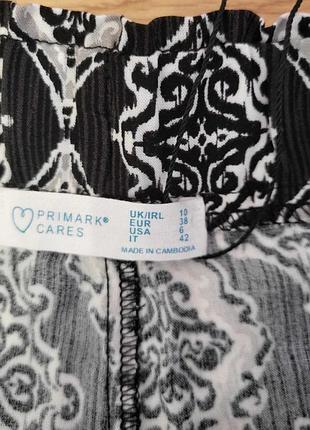 PRIMARK®
CARES
UK/IRL 10
EUR 38
USA 6
IT 42
MADE IN CAMBODIA